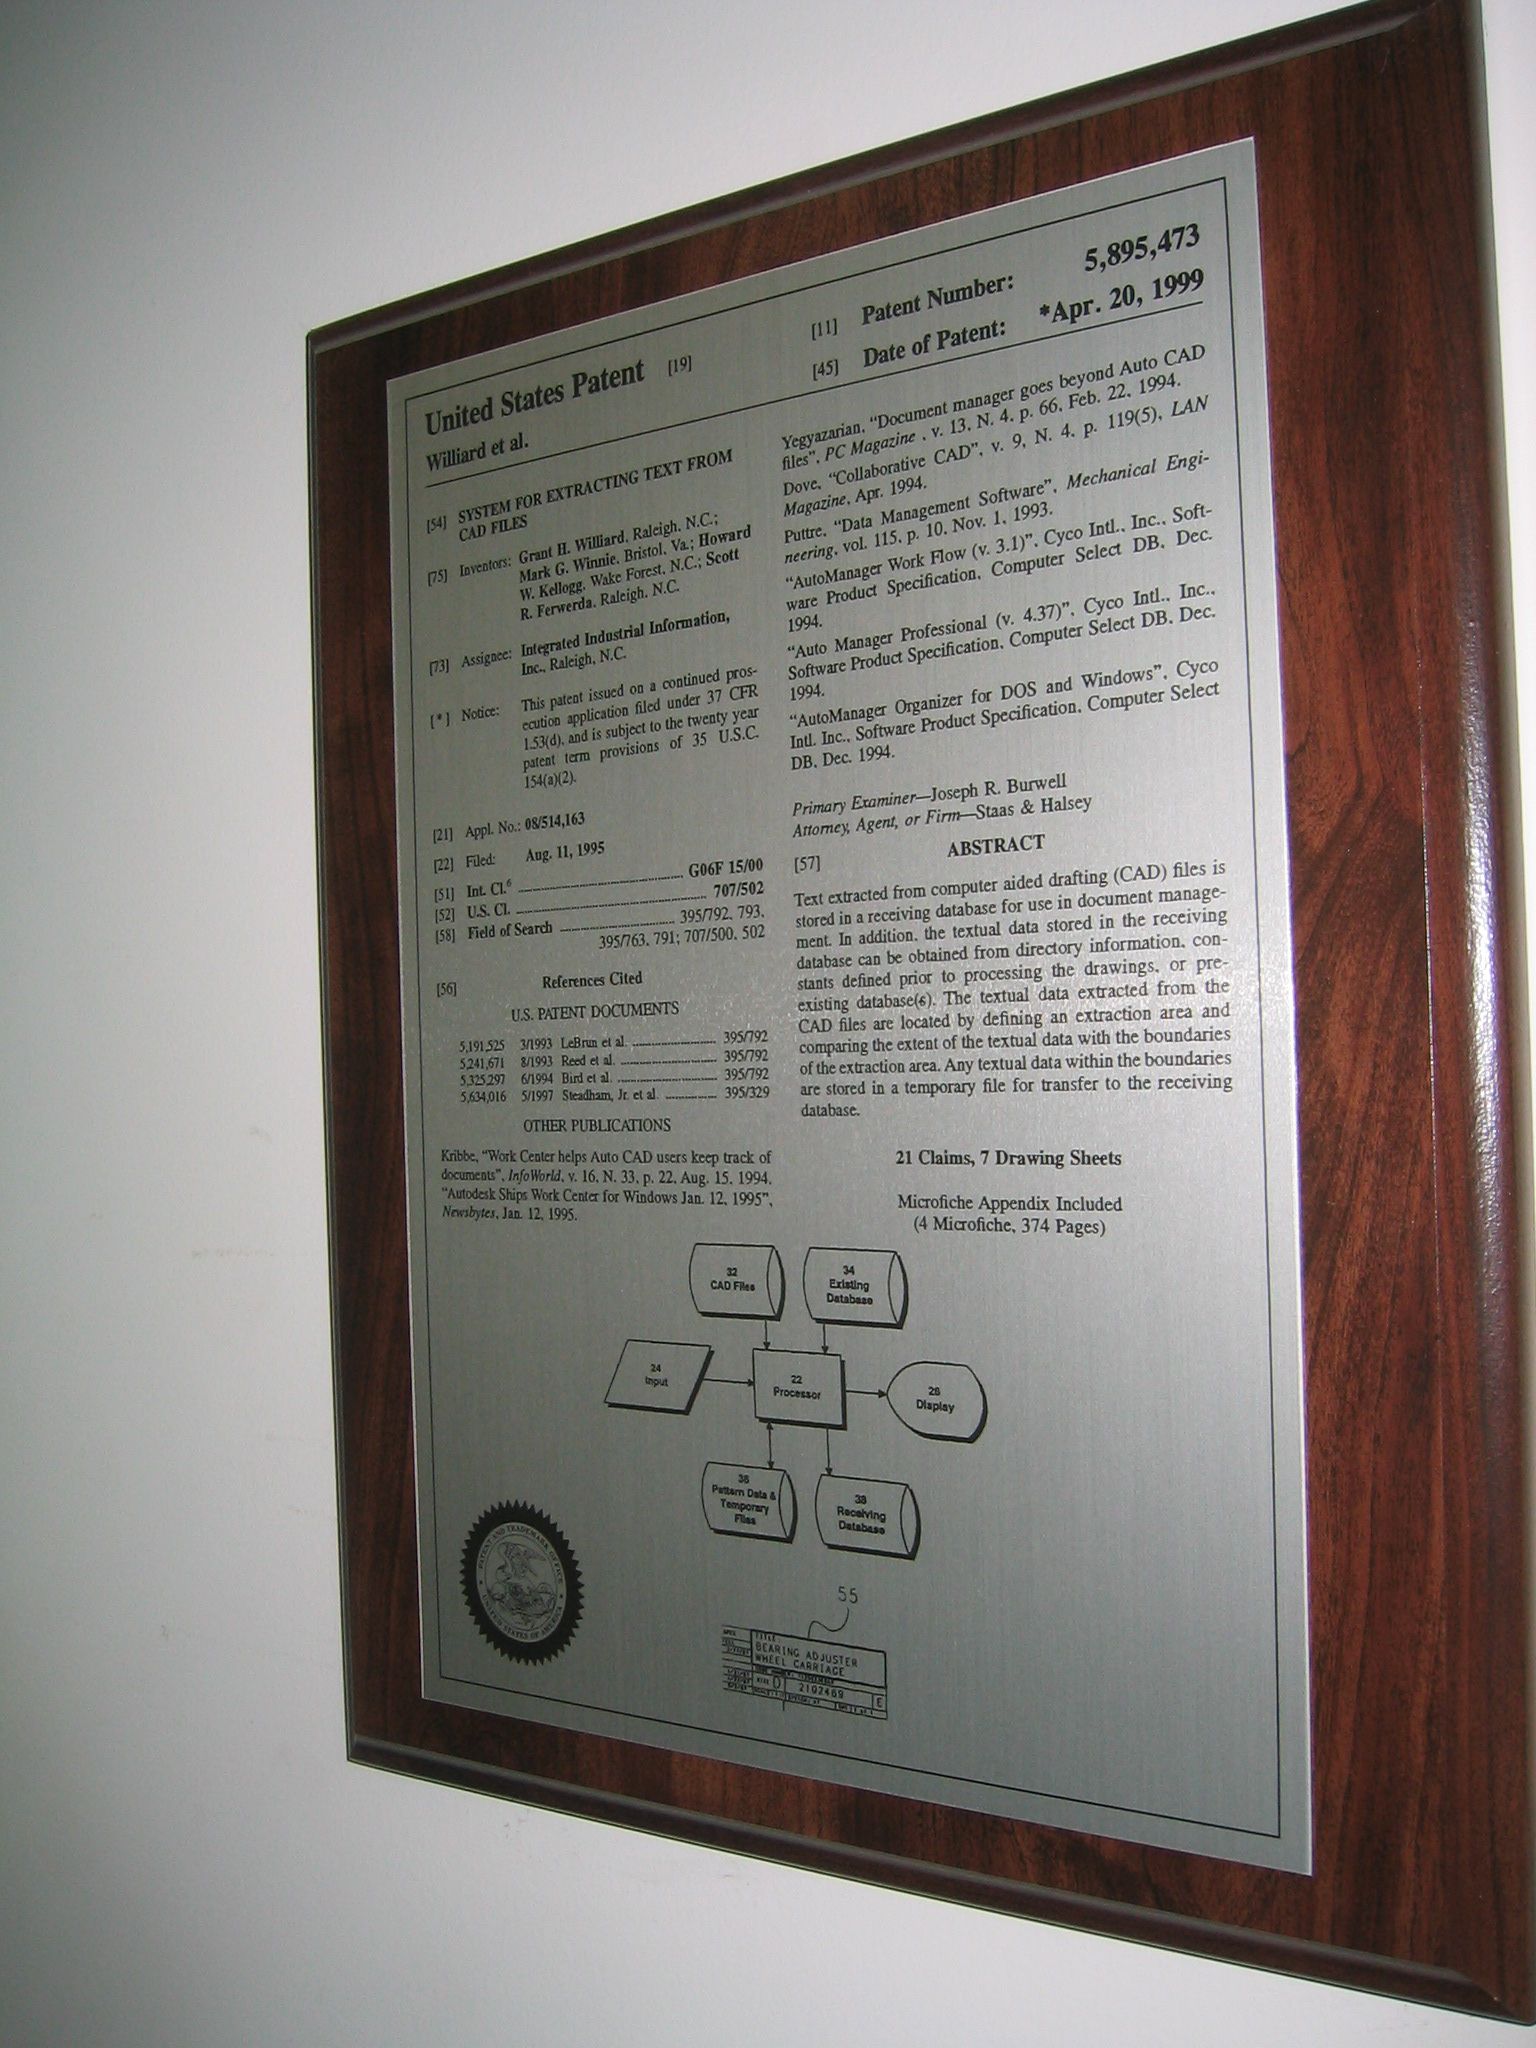 United States Patent [19]
Williard et al.
[11] Patent Number: 5,895,473
[45] Date of Patent: *Apr. 20, 1999
[54] SYSTEM FOR EXTRACTING TEXT FROM
CAD FILES
[75] Inventors: Grant H. Williard, Raleigh, N.C.;
Mark G. Winnie, Bristol, Va.; Howard
W. Kellogg, Wake Forest, N.C.; Scott
R. Ferwerda, Raleigh, N.C.
[73] Assignee: Integrated Industrial Information,
Inc., Raleigh, N.C.
[*] Notice: This patent issued on a continued pros-
ecution application filed under 37 CFR
1.53(d), and is subject to the twenty year
patent term provisions of 35 U.S.C.
154(a)(2).
[21] Appl. No.: 08/514,163
[22] Filed: Aug. 11, 1995
[51] Int. Cl.6 ........ G06F 15/00
[52] U.S. Cl. ........ 707/502
[58] Field of Search ........ 395/792, 793,
395/763, 791; 707/500, 502
[56] References Cited
U.S. PATENT DOCUMENTS
5,191,525 3/1993 LeBrun et al. ........ 395/792
5,241,671 8/1993 Reed et al. ........ 395/792
5,325,297 6/1994 Bird et al. ........ 395/792
5,634,016 5/1997 Steadham, Jr. et al. ........ 395/329
OTHER PUBLICATIONS
Kribbe, “Work Center helps Auto CAD users keep track of
documents”, InfoWorld, v. 16, N. 33, p. 22, Aug. 15, 1994.
“Autodesk Ships Work Center for Windows Jan. 12, 1995”,
Newsbytes, Jan. 12, 1995.
Yegyazarian, “Document manager goes beyond Auto CAD
files”, PC Magazine , v. 13, N. 4, p. 66, Feb. 22, 1994.
Dove, “Collaborative CAD”, v. 9, N. 4, p. 119(5), LAN
Magazine, Apr. 1994.
Puttre, “Data Management Software”, Mechanical Engi-
neering, vol. 115, p. 10, Nov. 1, 1993.
“AutoManager Work Flow (v. 3.1)”, Cyco Intl., Inc., Soft-
ware Product Specification, Computer Select DB, Dec.
1994.
“Auto Manager Professional (v. 4.37)”, Cyco Intl., Inc.,
Software Product Specification, Computer Select DB, Dec.
1994.
“AutoManager Organizer for DOS and Windows”, Cyco
Intl. Inc., Software Product Specification, Computer Select
DB, Dec. 1994.
Primary Examiner—Joseph R. Burwell
Attorney, Agent, or Firm—Staas & Halsey
[57] ABSTRACT
Text extracted from computer aided drafting (CAD) files is
stored in a receiving database for use in document manage-
ment. In addition, the textual data stored in the receiving
database can be obtained from directory information, con-
stants defined prior to processing the drawings, or pre-
existing database(s). The textual data extracted from the
CAD files are located by defining an extraction area and
comparing the extent of the textual data with the boundaries
of the extraction area. Any textual data within the boundaries
are stored in a temporary file for transfer to the receiving
database.
21 Claims, 7 Drawing Sheets
Microfiche Appendix Included
(4 Microfiche, 374 Pages)
32
CAD Files
34
Existing
Database
24
Input
22
Processor
26
Display
36
Pattern Data &
Temporary
Files
38
Receiving
Database
PATENT AND TRADEMARK OFFICE
UNITED STATES OF AMERICA
55
TITLE
BEARING ADJUSTER
WHEEL CARRIAGE
SIZE D 2102469 E